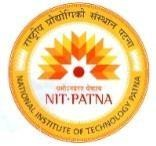 राष्ट्रीय प्रौद्योगिकी संस्थान पटना
NIT-PATNA
NATIONAL INSTITUTE OF TECHNOLOGY PATNA